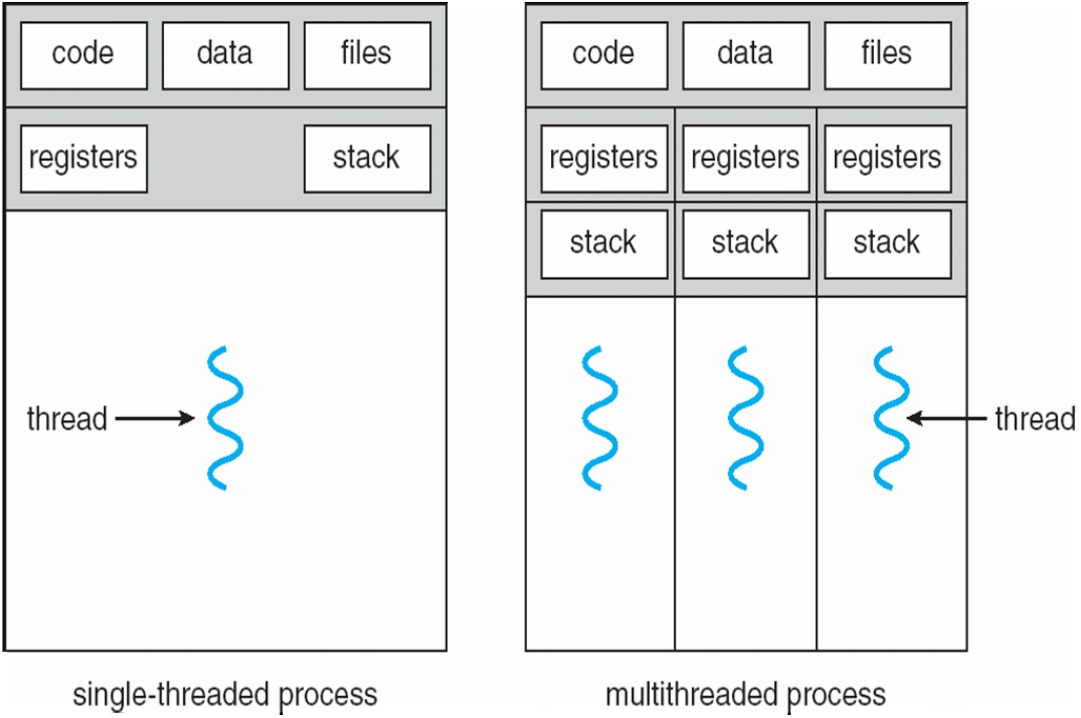 code data files
registers stack
thread
single-threaded process
code data files
registers registers registers
stack stack stack
thread
multithreaded process